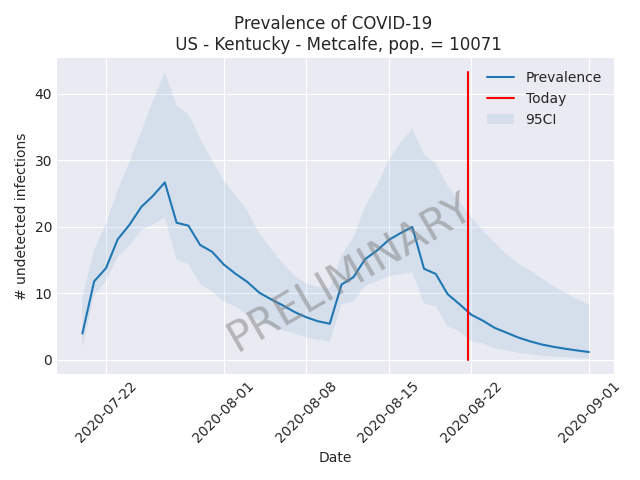 Prevalence of COVID-19
US - Kentucky - Metcalfe, pop. = 10071
Prevalence
Today
95CI
# undetected infections
40
30
20
10
0
PRELIMINARY
2020-07-22
2020-08-01
2020-08-08
2020-08-15
2020-08-22
2020-09-01
Date